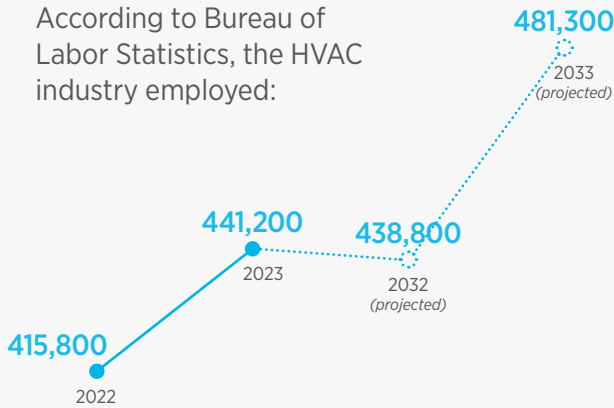 According to Bureau of
Labor Statistics, the HVAC
industry employed:
481,300
2033
(projected)
441,200
2023
438,800
2032
(projected)
415,800
2022